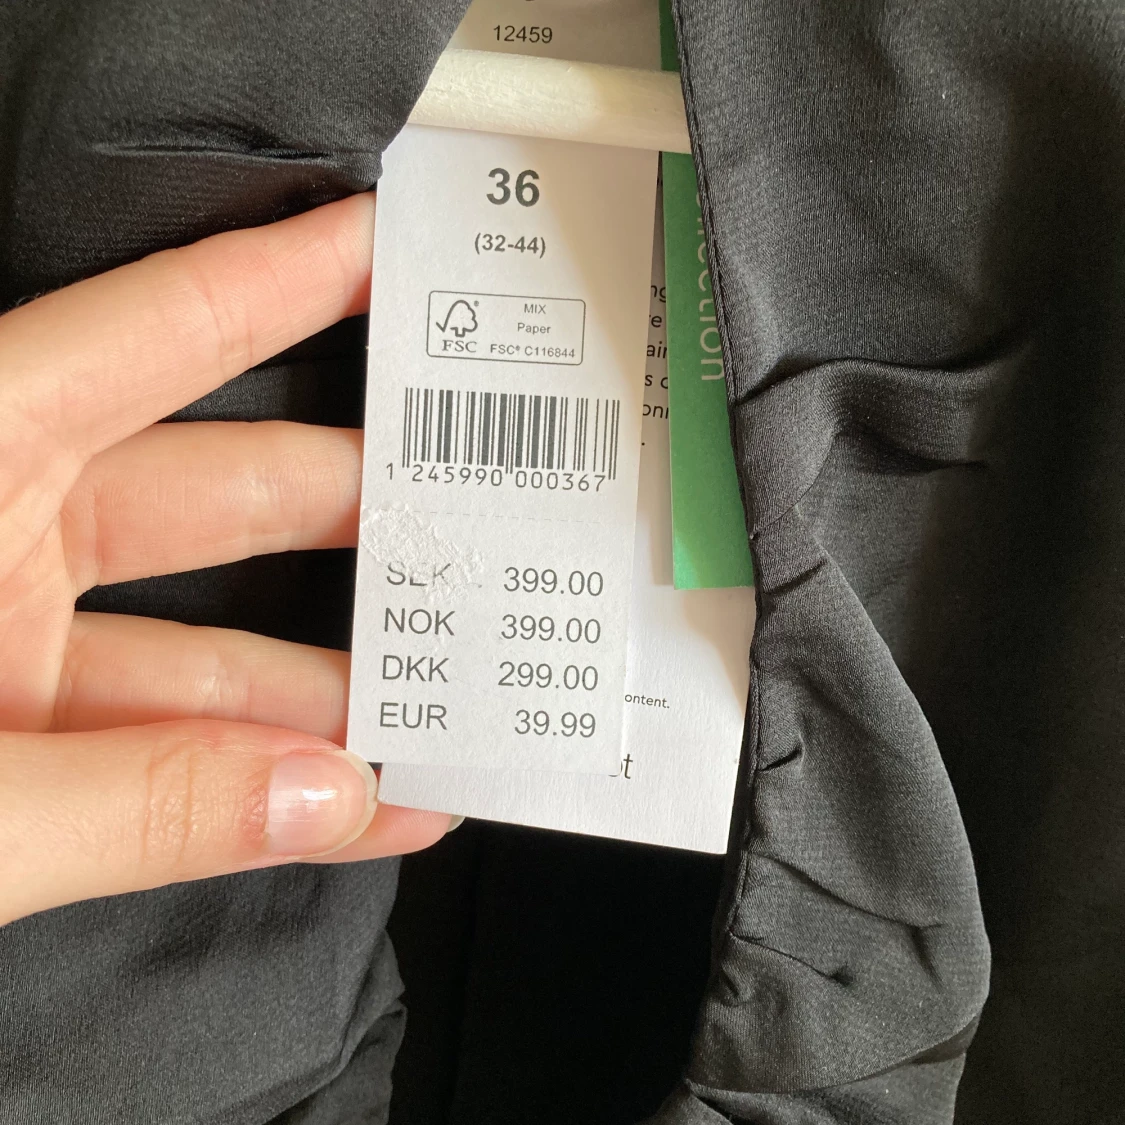 12459
36
(32-44)
MIX
Paper
FSC
FSC® C116844
1 245990 000367
SEK 399.00
NOK 399.00
DKK 299.00
EUR 39.99
ontent.